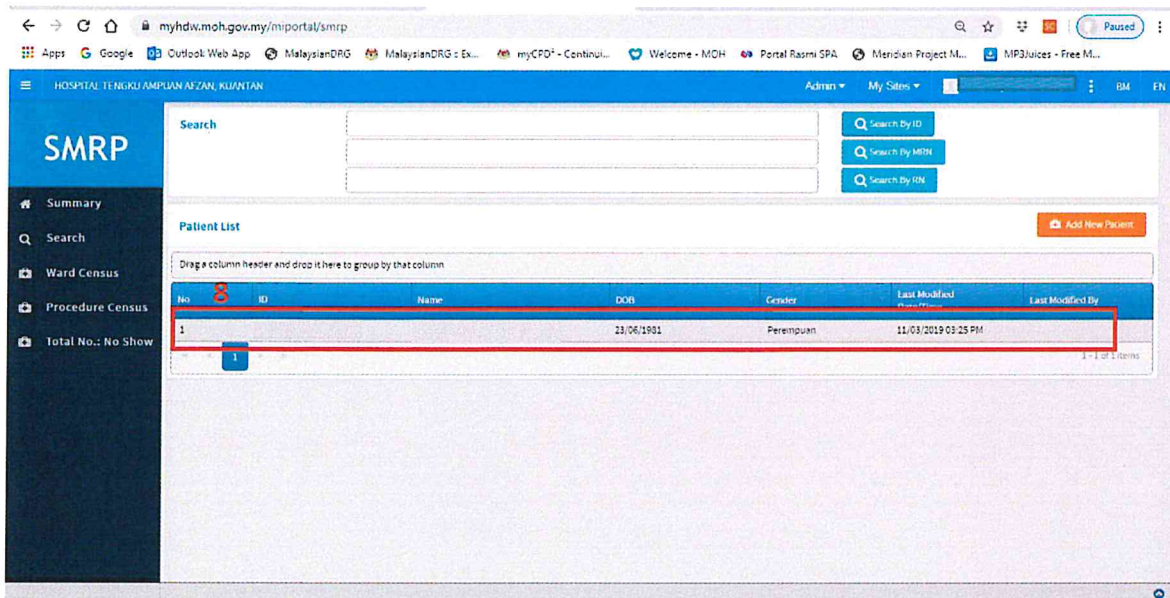 myhdw.moh.gov.my/miportal/smrp
Paused
Apps Google Outlook Web App MalaysianDRG MalaysianDRG : Ex... myCPD² - Continui... Welcome - MOH Portal Rasmi SPA Meridian Project M... MP3Juices - Free M...
HOSPITAL TENGKU AMPUAN AFZAN, KUANTAN Admin My Sites BM EN
SMRP
Search
Search By ID
Search By MRN
Search By RN
Summary
Search
Ward Census
Procedure Census
Total No.: No Show
Patient List
Add New Patient
Drag a column header and drop it here to group by that column
8
No ID Name DOB Gender Last Modified Date/Time Last Modified By
1 23/06/1981 Perempuan 11/03/2019 03:25 PM
1
1 - 1 of 1 items